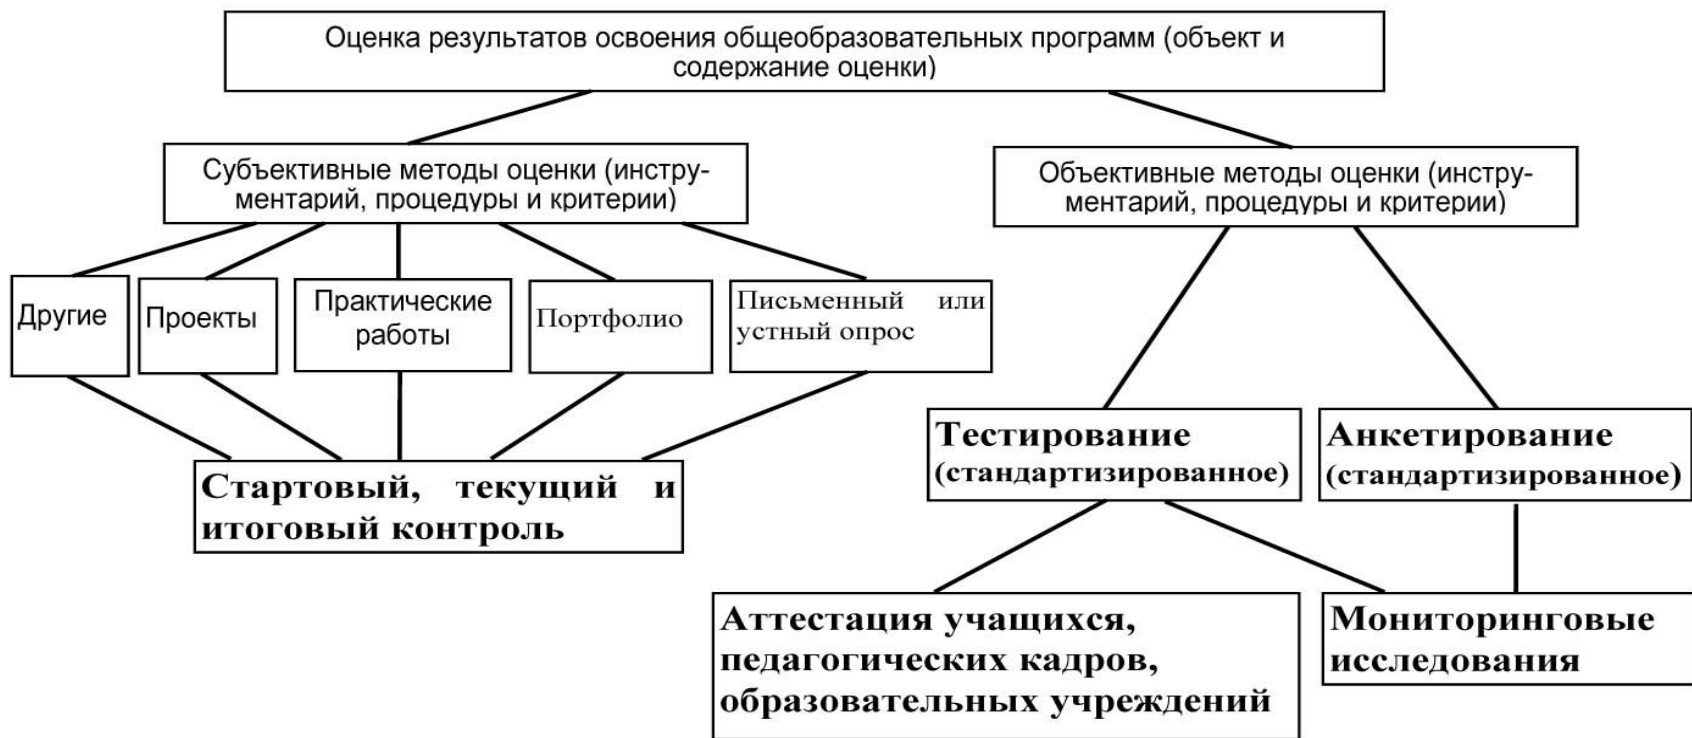 Оценка результатов освоения общеобразовательных программ (объект и
содержание оценки)
Субъективные методы оценки (инстру-
ментарий, процедуры и критерии)
Объективные методы оценки (инстру-
ментарий, процедуры и критерии)
Другие
Проекты
Практические
работы
Портфолио
Письменный или
устный опрос
Тестирование
(стандартизированное)
Анкетирование
(стандартизированное)
Стартовый, текущий и
итоговый контроль
Аттестация учащихся,
педагогических кадров,
образовательных учреждений
Мониторинговые
исследования